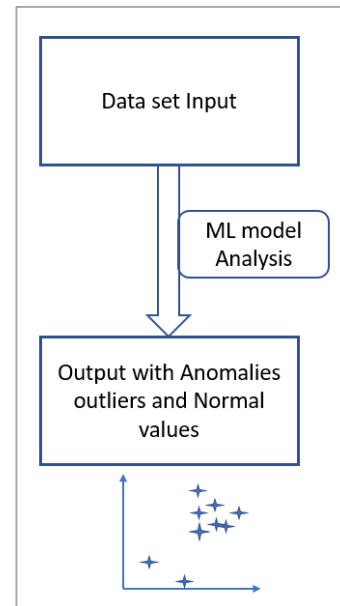 Data set Input
ML model
Analysis
Output with Anomalies
outliers and Normal
values